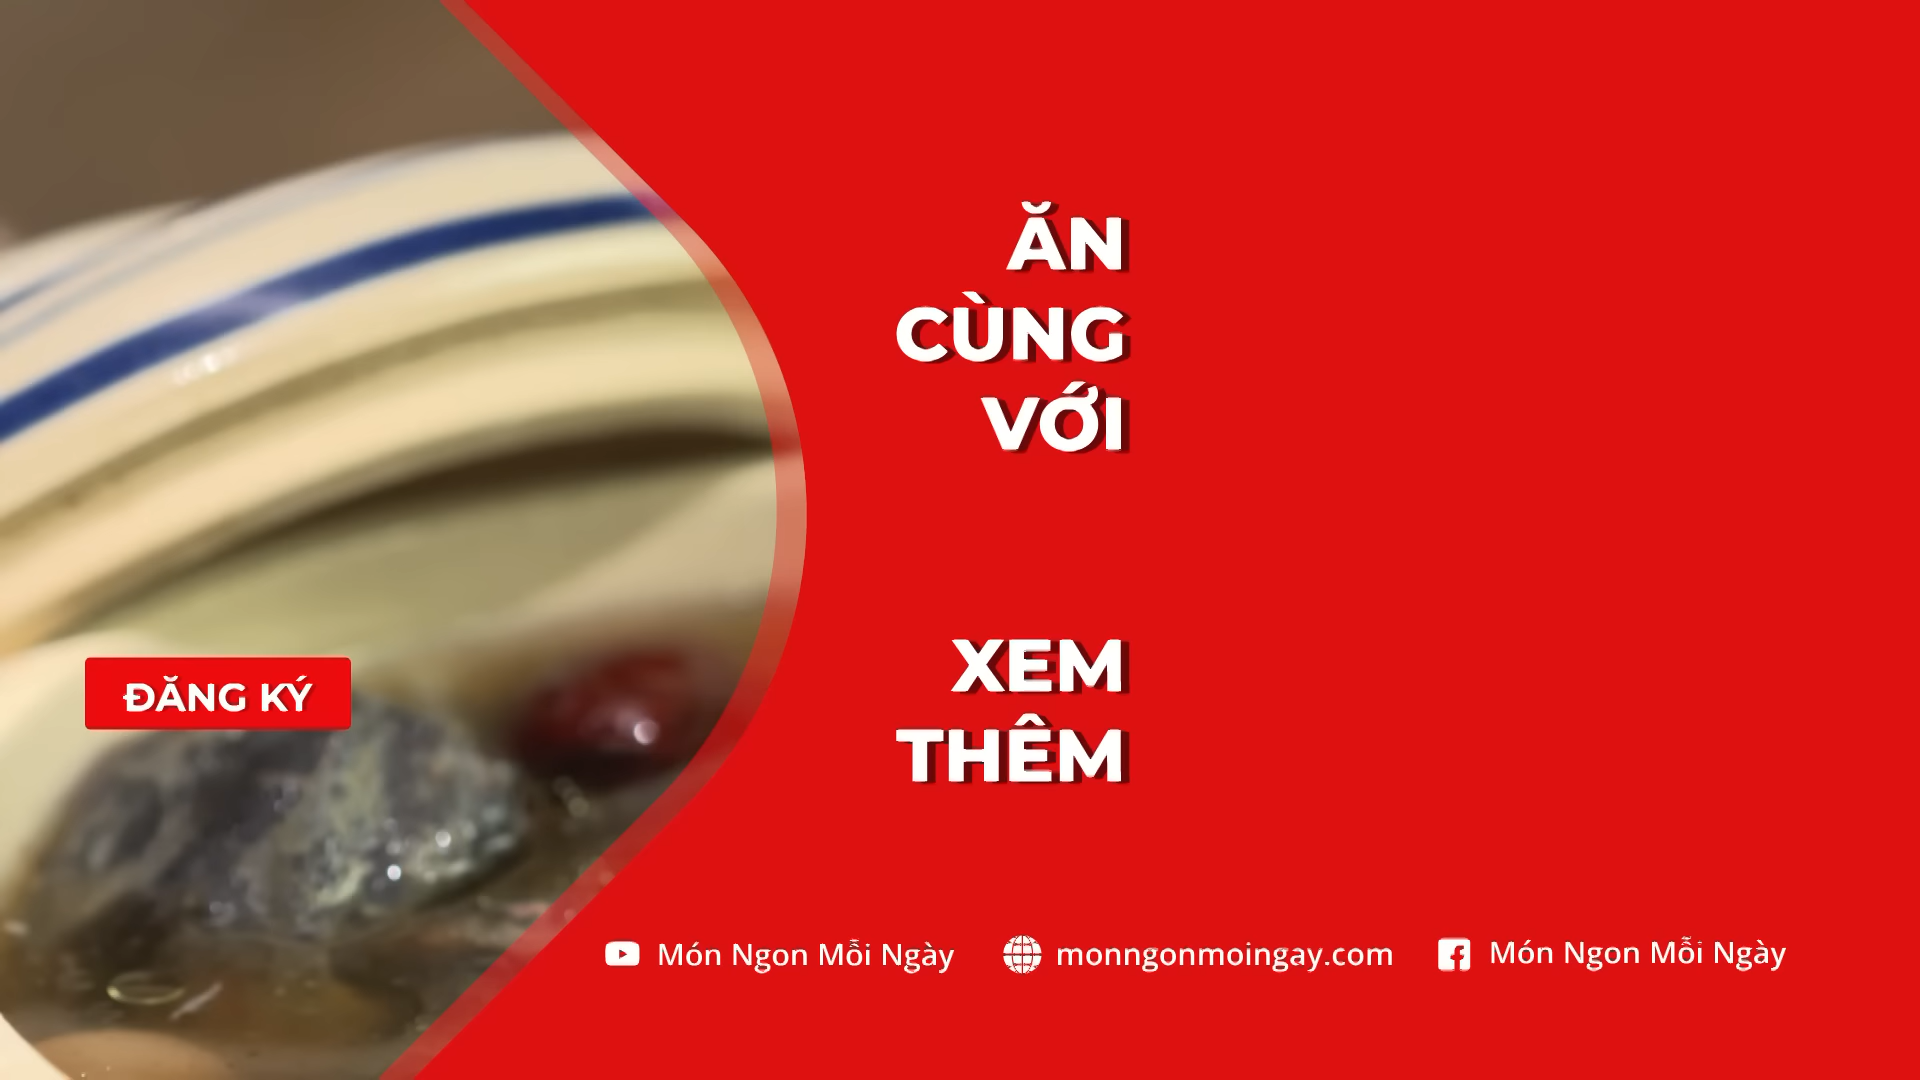 ĂN
CÙNG
VỚI
XEM
THÊM
ĐĂNG KÝ
Món Ngon Mỗi Ngày
monngonmoingay.com
Món Ngon Mỗi Ngày